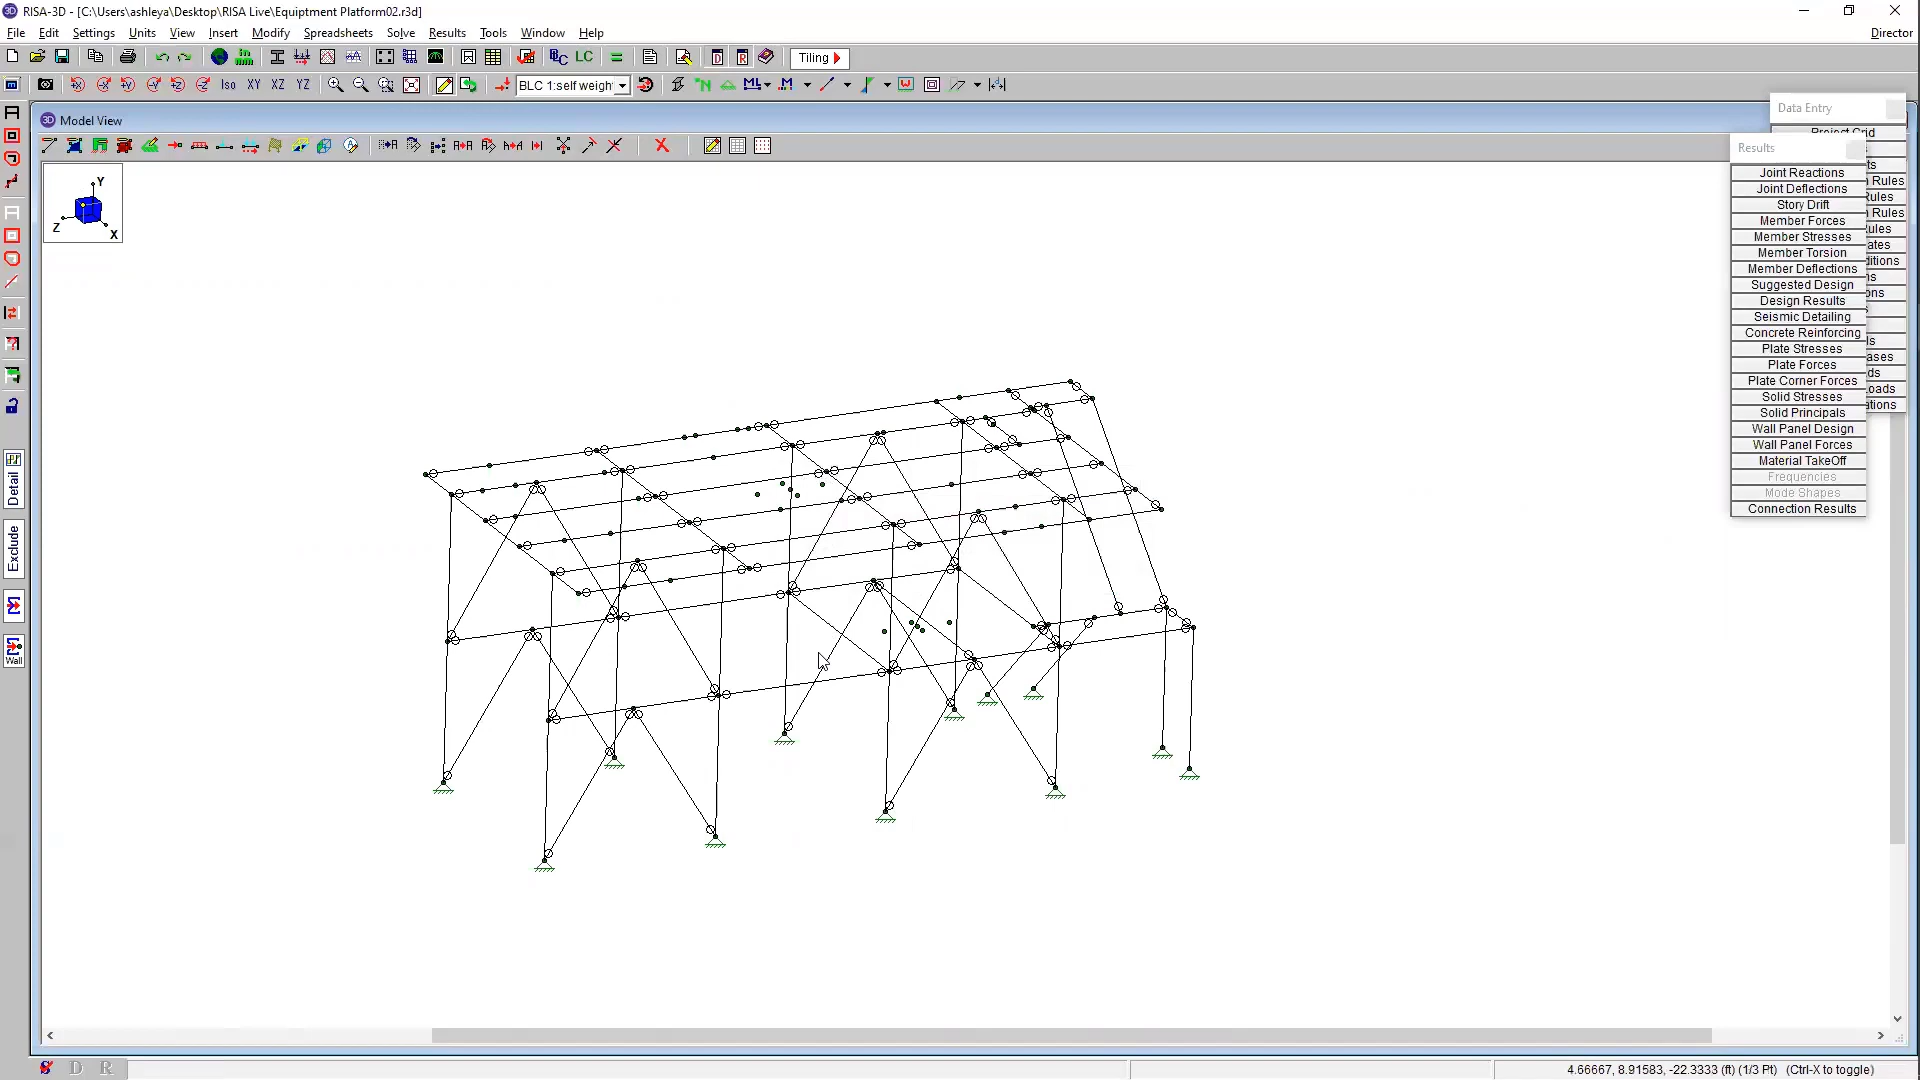 RISA-3D - [C:\Users\ashleya\Desktop\RISA Live\Equiptment Platform02.r3d]
File Edit Settings Units View Insert Modify Spreadsheets Solve Results Tools Window Help
Director
LC
D
R
Tiling
Iso XY XZ YZ
BLC 1:self weigh
Model View
Data Entry
Project Grid
Results
Joint Reactions
Joint Deflections
Story Drift
Member Forces
Member Stresses
Member Torsion
Member Deflections
Suggested Design
Design Results
Seismic Detailing
Concrete Reinforcing
Plate Stresses
Plate Forces
Plate Corner Forces
Solid Stresses
Solid Principals
Wall Panel Design
Wall Panel Forces
Material TakeOff
Frequencies
Mode Shapes
Connection Results
Rules
Rules
Y
Z
X
Detail
Exclude
Wall
S D R
4.66667, 8.91583, -22.3333 (ft) (1/3 Pt) (Ctrl-X to toggle)